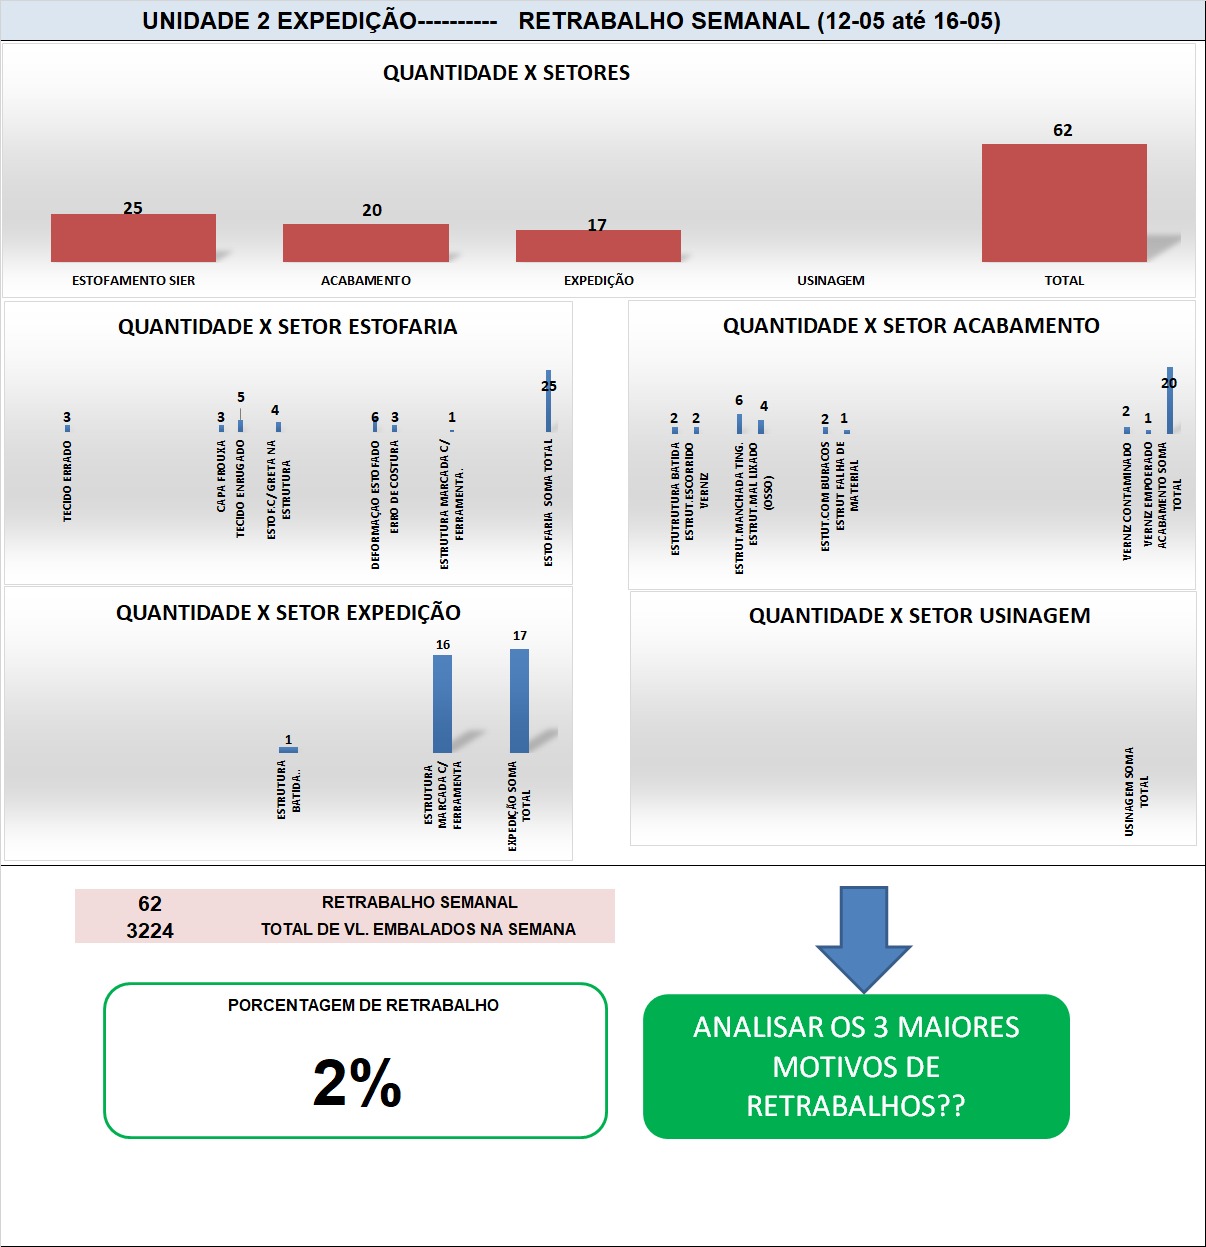 UNIDADE 2 EXPEDIÇÃO---------- RETRABALHO SEMANAL (12-05 até 16-05)
QUANTIDADE X SETORES
25
20
17
62
ESTOFAMENTO SIER
ACABAMENTO
EXPEDIÇÃO
USINAGEM
TOTAL
QUANTIDADE X SETOR ESTOFARIA
3
3
5
4
6
3
1
25
TECIDO ERRADO
CAPA FROUXA
TECIDO ENRUGADO
ESTOF.C/ GRETA NA
ESTRUTURA
DEFORMAÇAO ESTOFADO
ERRO DE COSTURA
ESTRUTURA MARCADA C/
FERRAMENTA.
ESTOFARIA SOMA TOTAL
QUANTIDADE X SETOR ACABAMENTO
2
2
6
4
2
1
2
1
20
ESTUTRUTURA BATIDA
ESTRUT.ESCORRIDO
VERNIZ
ESTRUT.MANCHADA TING.
ESTRUT.MAL LIXADO
(OSSO)
ESTUT.COM BURACOS
ESTRUT FALHA DE
MATERIAL
VERNIZ CONTAMINADO
VERNIZ EMPOERADO
ACABAMENTO SOMA
TOTAL
QUANTIDADE X SETOR EXPEDIÇÃO
1
16
17
ESTRUTURA
BATIDA..
ESTRUTURA
MARCADA C/
FERRAMENTA
EXPEDIÇÃO SOMA
TOTAL
QUANTIDADE X SETOR USINAGEM
USINAGEM SOMA
TOTAL
62 RETRABALHO SEMANAL
3224 TOTAL DE VL. EMBALADOS NA SEMANA
PORCENTAGEM DE RETRABALHO
2%
ANALISAR OS 3 MAIORES
MOTIVOS DE
RETRABALHOS??